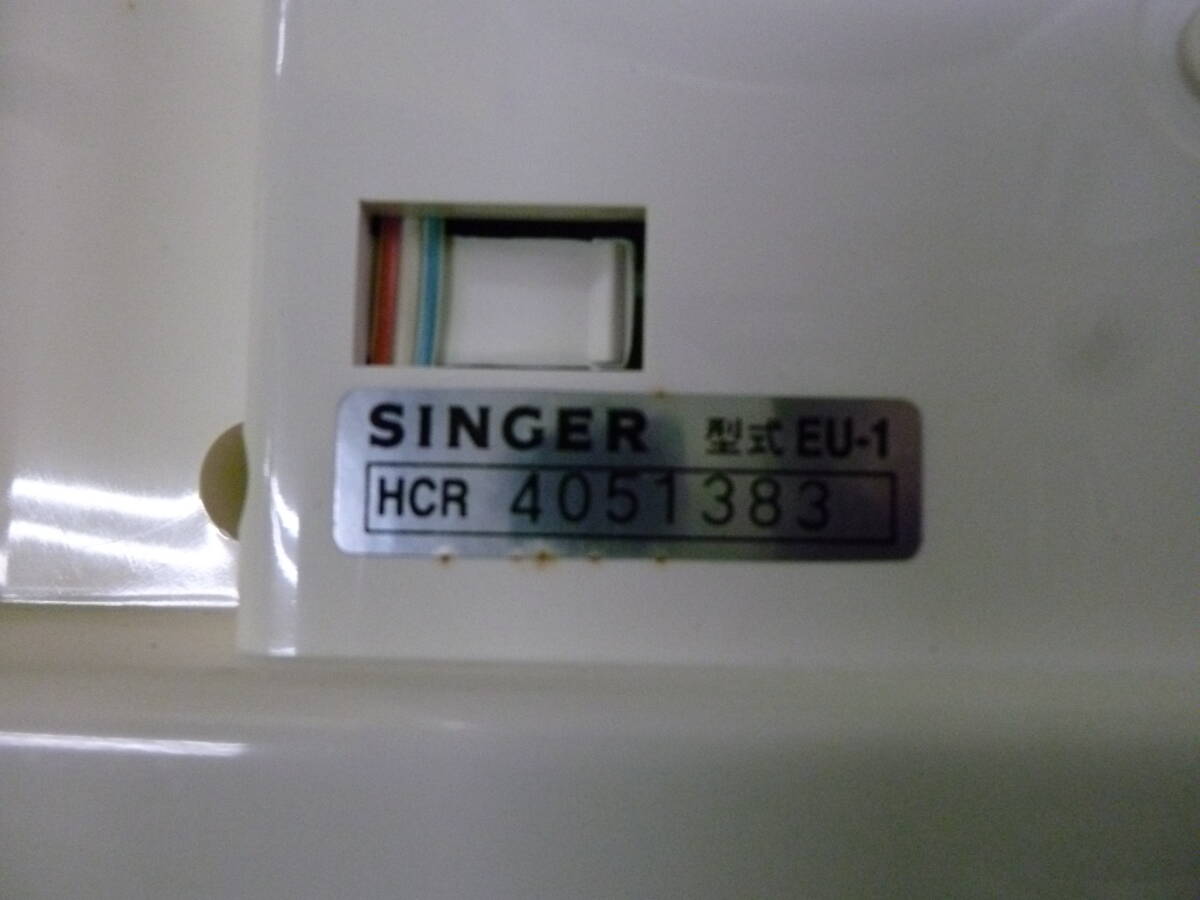 SINGER 型式 EU-1
HCR 4051383